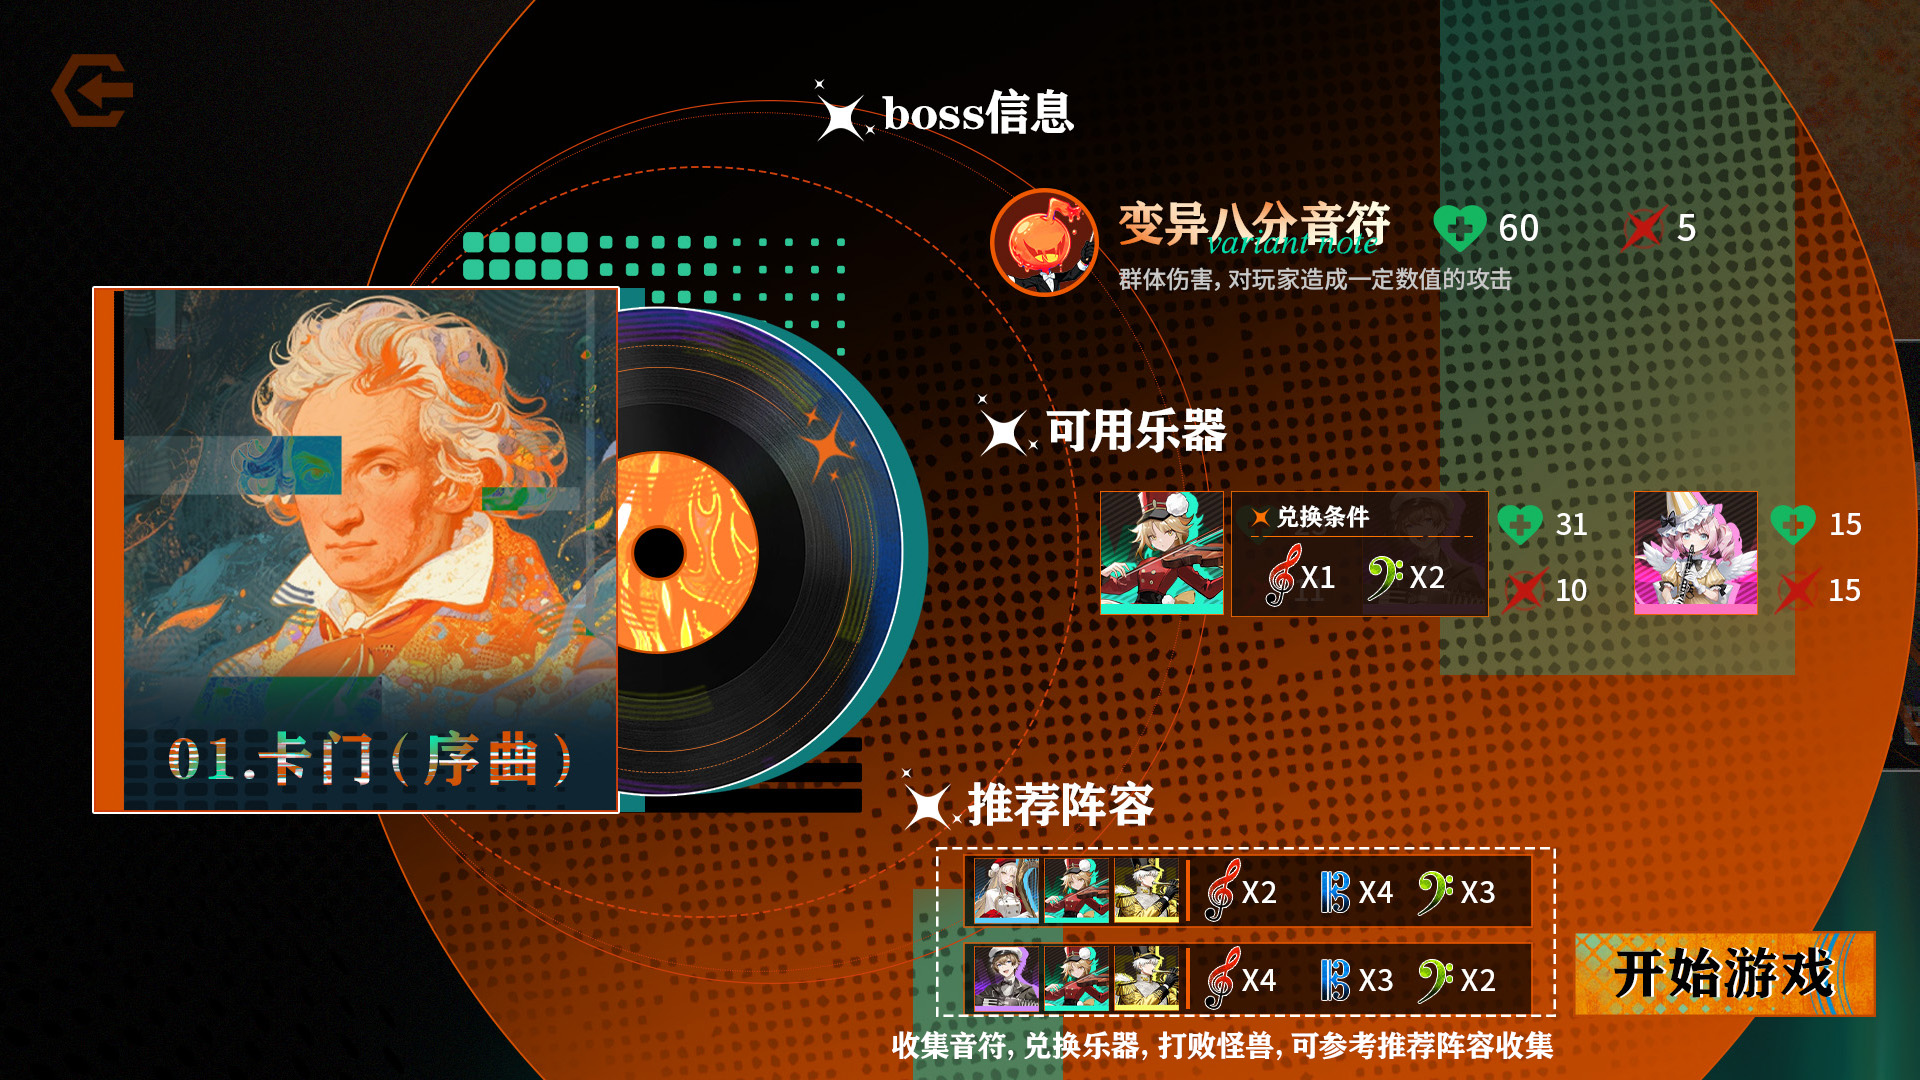 boss信息
变异八分音符
variant note
60
5
群体伤害, 对玩家造成一定数值的攻击
可用乐器
兑换条件
X1
X2
31
10
15
15
01.卡门(序曲)
推荐阵容
X2
X4
X3
X4
X3
X2
开始游戏
收集音符, 兑换乐器, 打败怪兽, 可参考推荐阵容收集